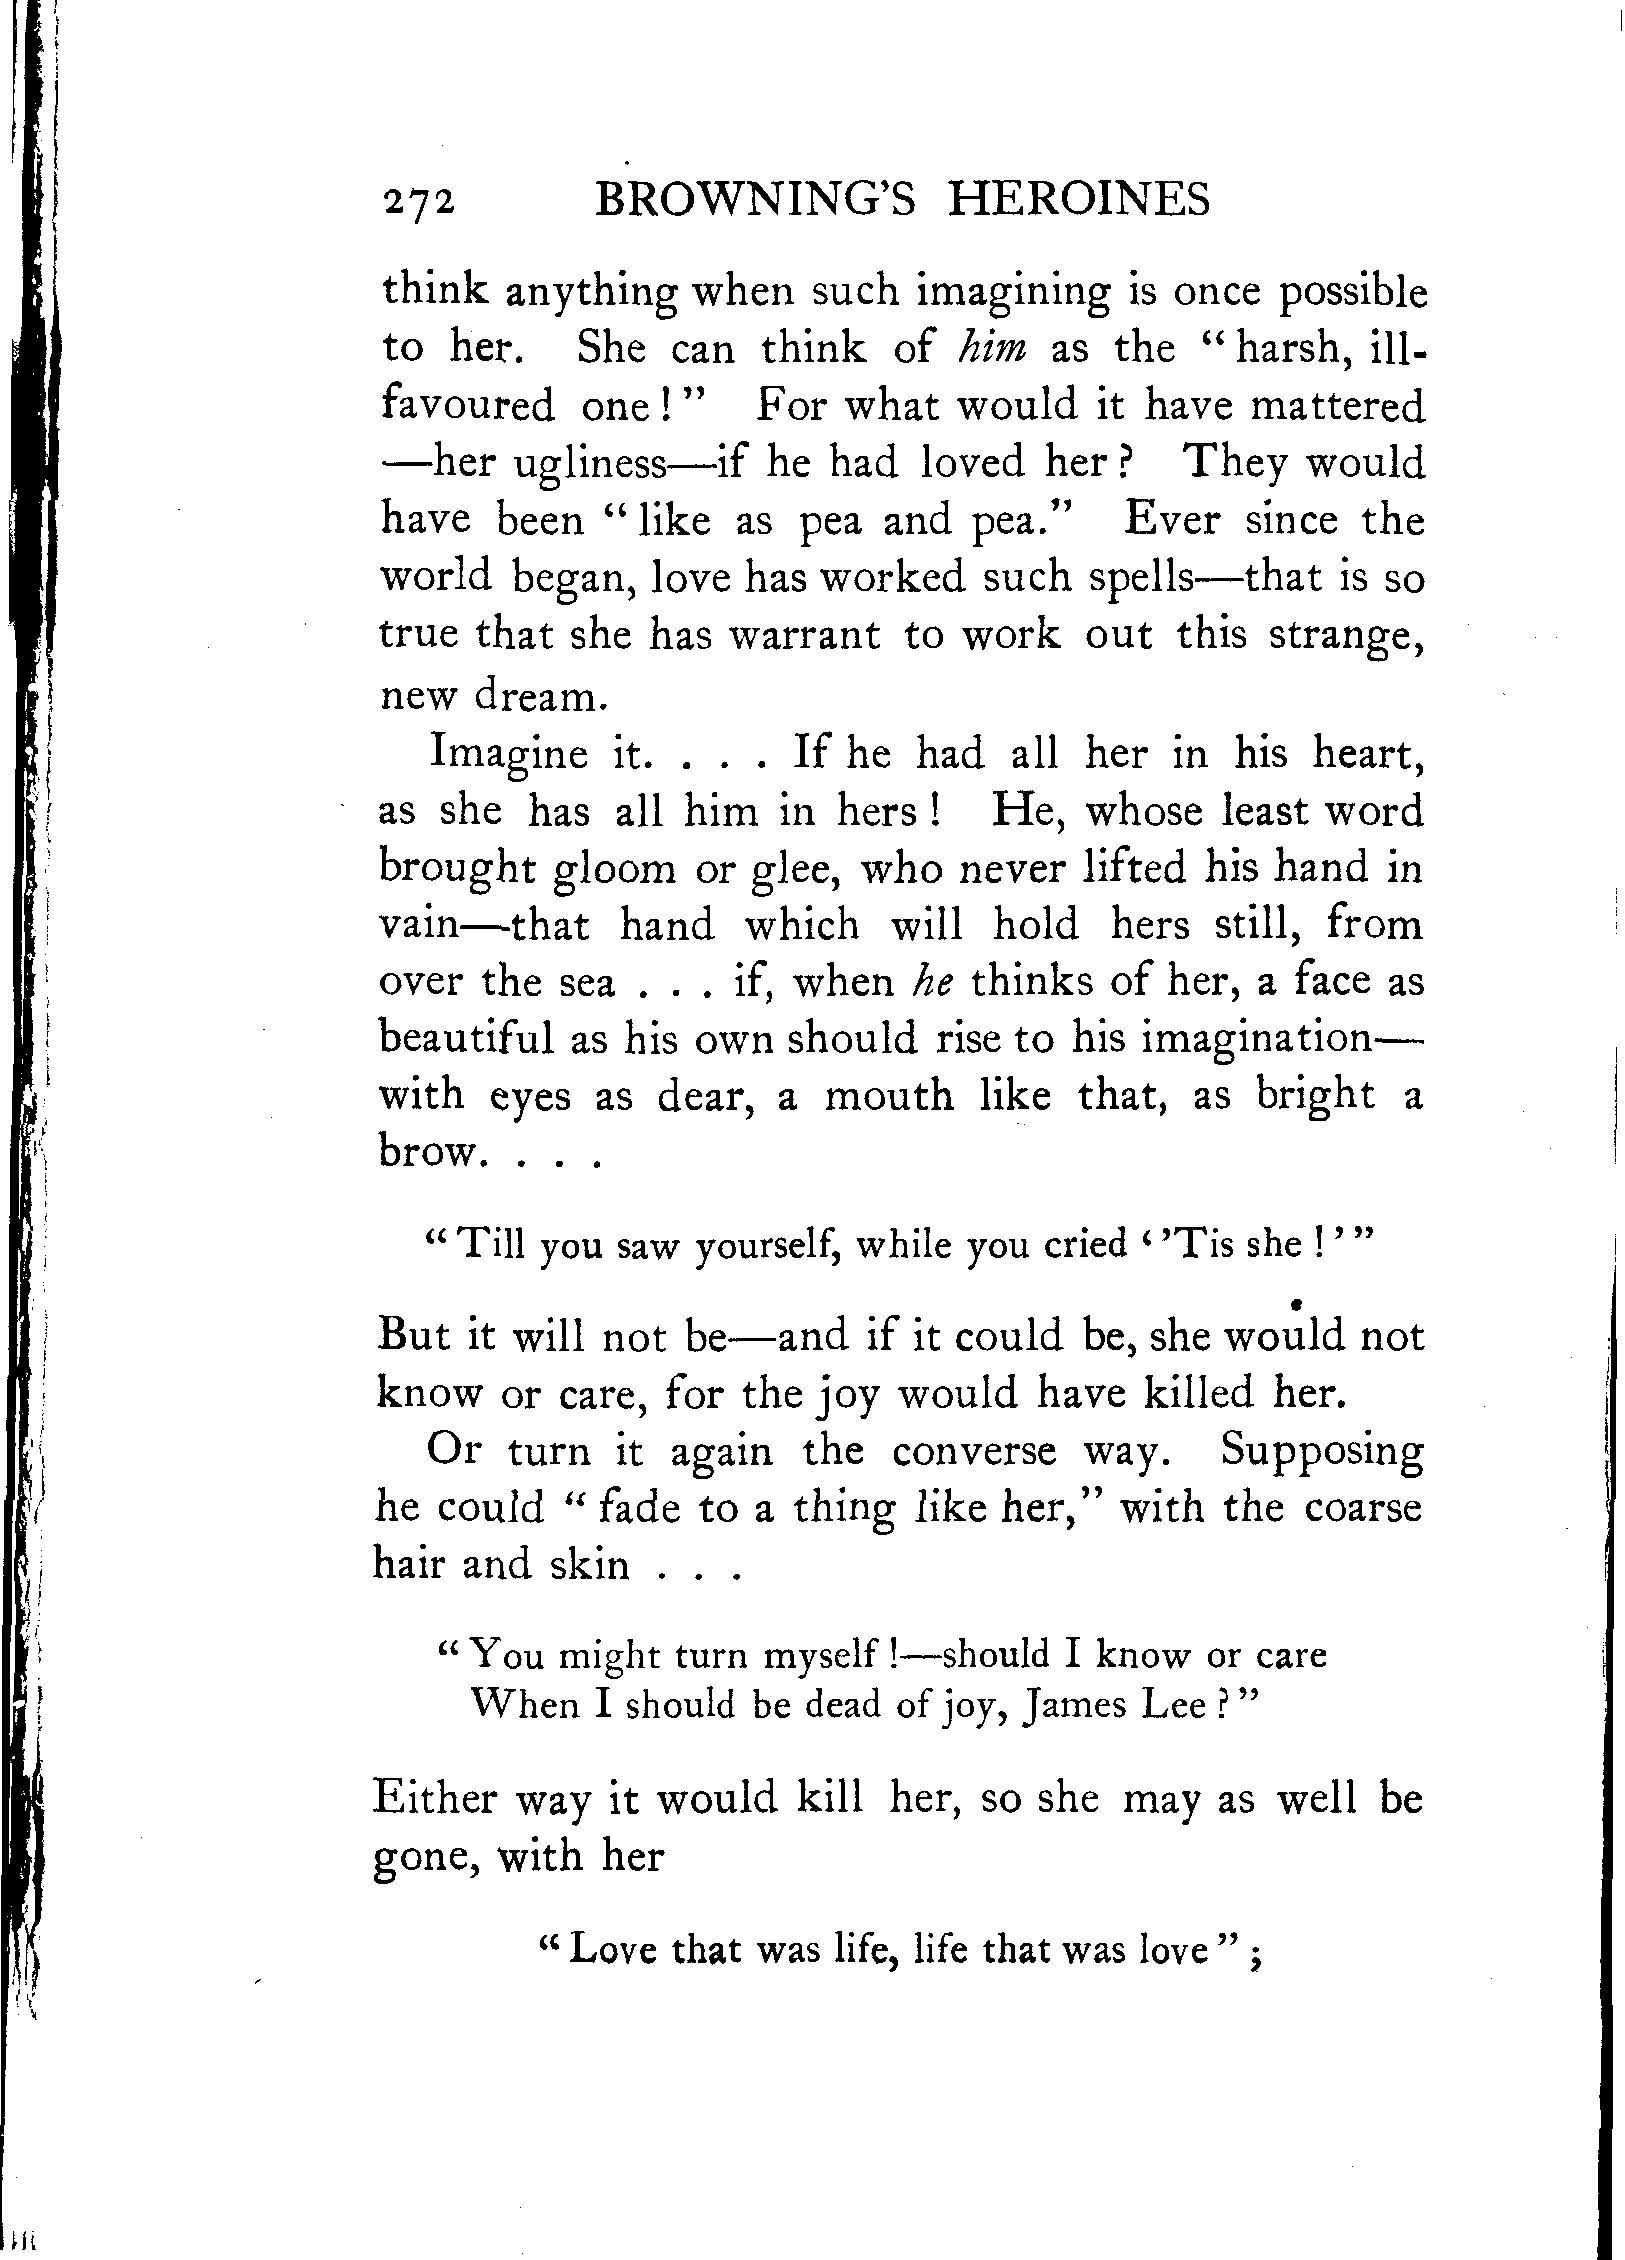 272 BROWNING'S HEROINES
think anything when such imagining is once possible
to her. She can think of him as the “ harsh, ill-
favoured one ! ” For what would it have mattered
—her ugliness—if he had loved her ? They would
have been “ like as pea and pea.” Ever since the
world began, love has worked such spells—that is so
true that she has warrant to work out this strange,
new dream.
Imagine it. . . . If he had all her in his heart,
as she has all him in hers ! He, whose least word
brought gloom or glee, who never lifted his hand in
vain—that hand which will hold hers still, from
over the sea . . . if, when he thinks of her, a face as
beautiful as his own should rise to his imagination—
with eyes as dear, a mouth like that, as bright a
brow. . . .
“ Till you saw yourself, while you cried ‘ ’Tis she ! ’ ”
But it will not be—and if it could be, she would not
know or care, for the joy would have killed her.
Or turn it again the converse way. Supposing
he could “ fade to a thing like her,” with the coarse
hair and skin . . .
“ You might turn myself !—should I know or care
When I should be dead of joy, James Lee ? ”
Either way it would kill her, so she may as well be
gone, with her
“ Love that was life, life that was love ” ;